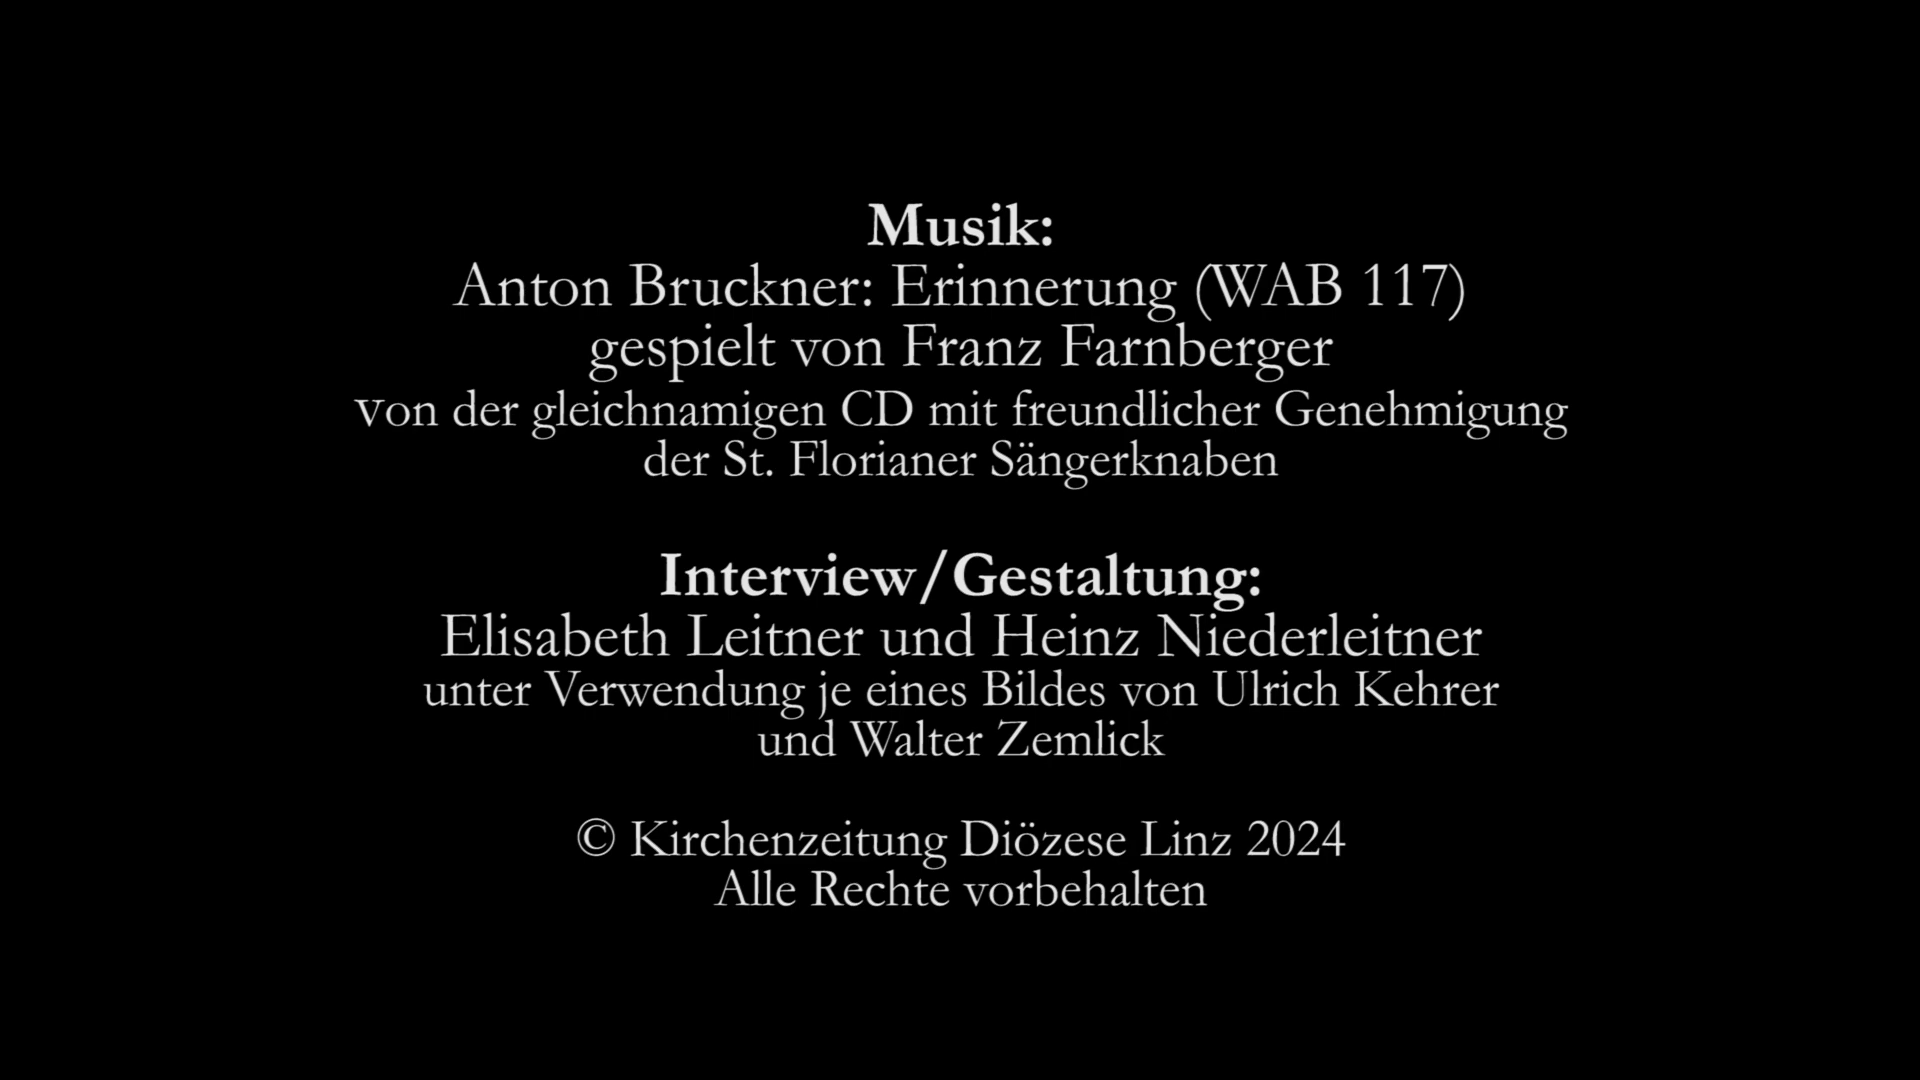 Musik:
Anton Bruckner: Erinnerung (WAB 117)
gespielt von Franz Farnberger
von der gleichnamigen CD mit freundlicher Genehmigung
der St. Florianer Sängerknaben
Interview/Gestaltung:
Elisabeth Leitner und Heinz Niederleitner
unter Verwendung je eines Bildes von Ulrich Kehrer
und Walter Zemlick
© Kirchenzeitung Diözese Linz 2024
Alle Rechte vorbehalten